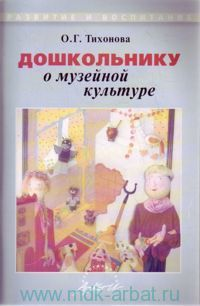 РАЗВИТИЕ И ВОСПИТАНИЕ
О.Г. Тихонова
ДОШКОЛЬНИКУ
о музейной
культуре
www.mdk-arbat.ru